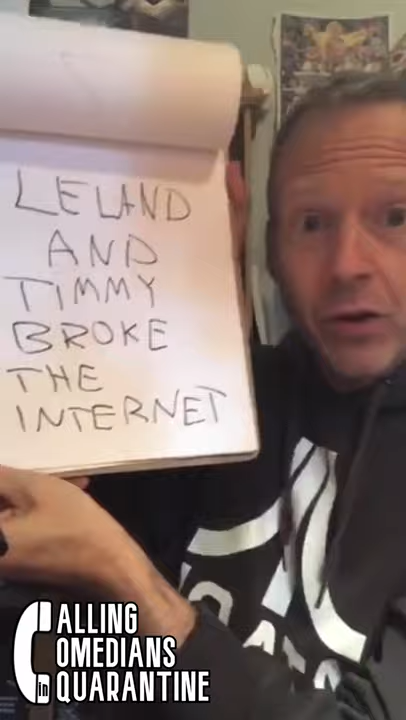 LELAND
AND
TIMMY
BROKE
THE
INTERNET
CALLING
COMEDIANS
in QUARANTINE